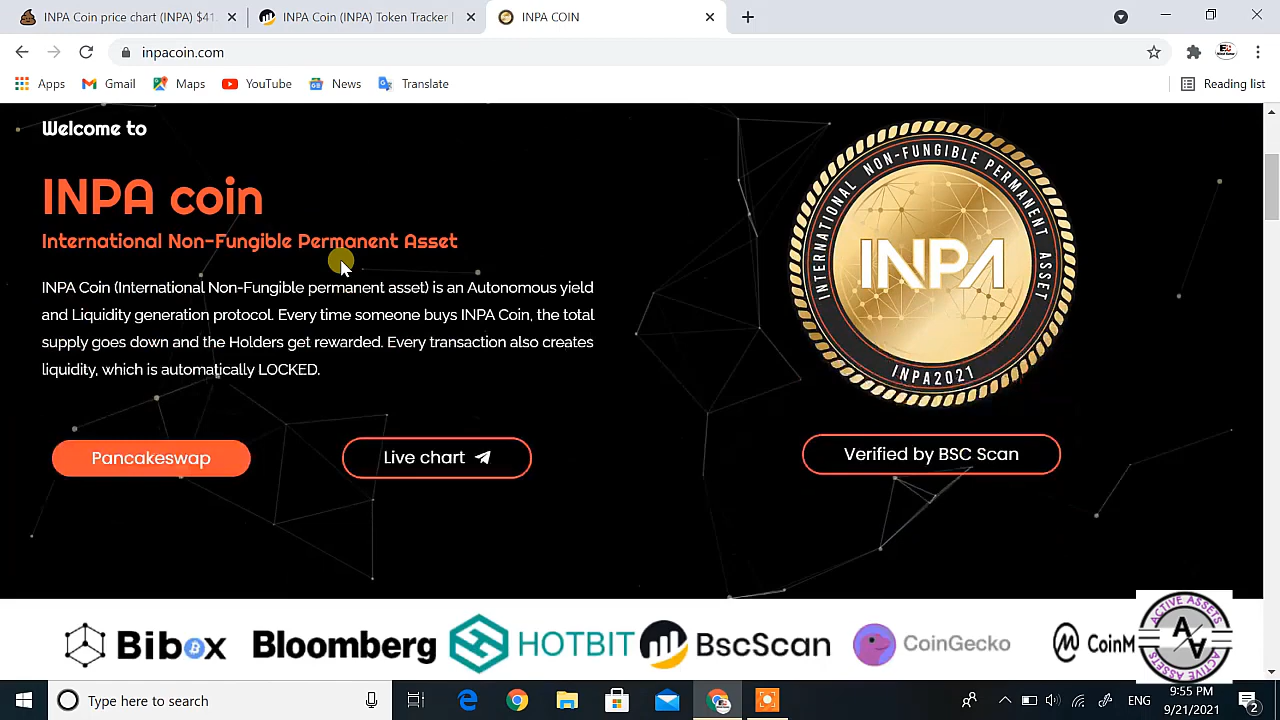 INPA Coin price chart (INPA) $41.
INPA Coin (INPA) Token Tracker |
INPA COIN
inpacoin.com
Apps
Gmail
Maps
YouTube
News
Translate
Reading list
Welcome to
INPA coin
International Non-Fungible Permanent Asset
INPA Coin (International Non-Fungible permanent asset) is an Autonomous yield
and Liquidity generation protocol. Every time someone buys INPA Coin, the total
supply goes down and the Holders get rewarded. Every transaction also creates
liquidity, which is automatically LOCKED.
Pancakeswap
Live chart
INTERNATIONAL NON-FUNGIBLE PERMANENT ASSET
INPA
INPA2021
Verified by BSC Scan
Bibox
Bloomberg
HOTBIT
BscScan
CoinGecko
CoinM
ACTIVE ASSETS
A/A
ACTIVE ASSETS
Type here to search
ENG
9:55 PM
9/21/2021
2